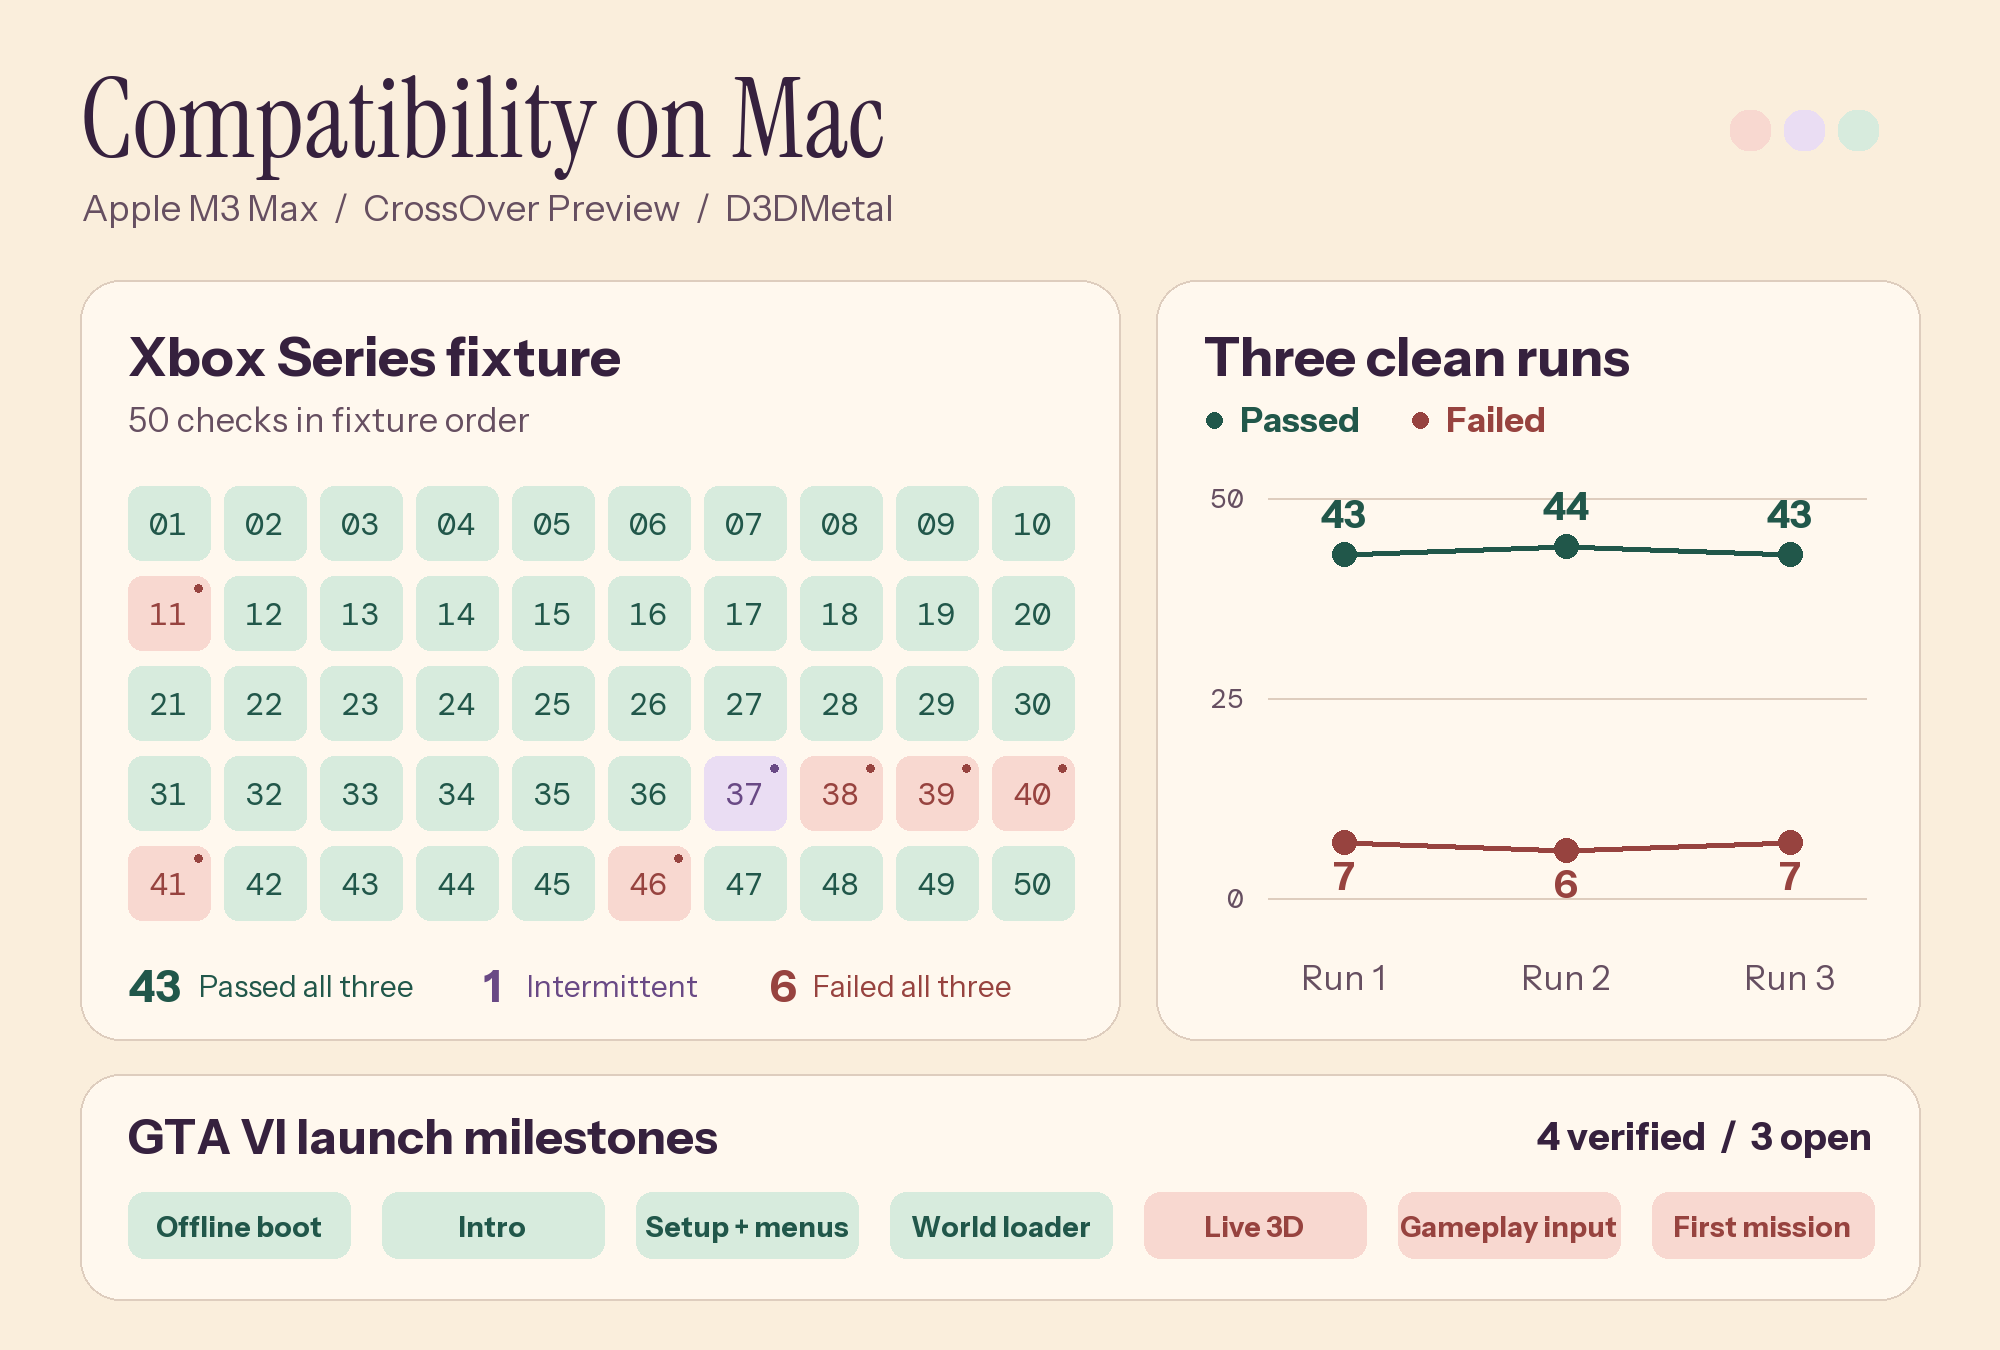 Compatibility on Mac
Apple M3 Max / CrossOver Preview / D3DMetal
Xbox Series fixture
50 checks in fixture order
01 02 03 04 05 06 07 08 09 10
11 12 13 14 15 16 17 18 19 20
21 22 23 24 25 26 27 28 29 30
31 32 33 34 35 36 37 38 39 40
41 42 43 44 45 46 47 48 49 50
43 Passed all three 1 Intermittent 6 Failed all three
Three clean runs
Passed Failed
50
43 44 43
25
7 6 7
0
Run 1 Run 2 Run 3
GTA VI launch milestones
4 verified / 3 open
Offline boot Intro Setup + menus World loader Live 3D Gameplay input First mission